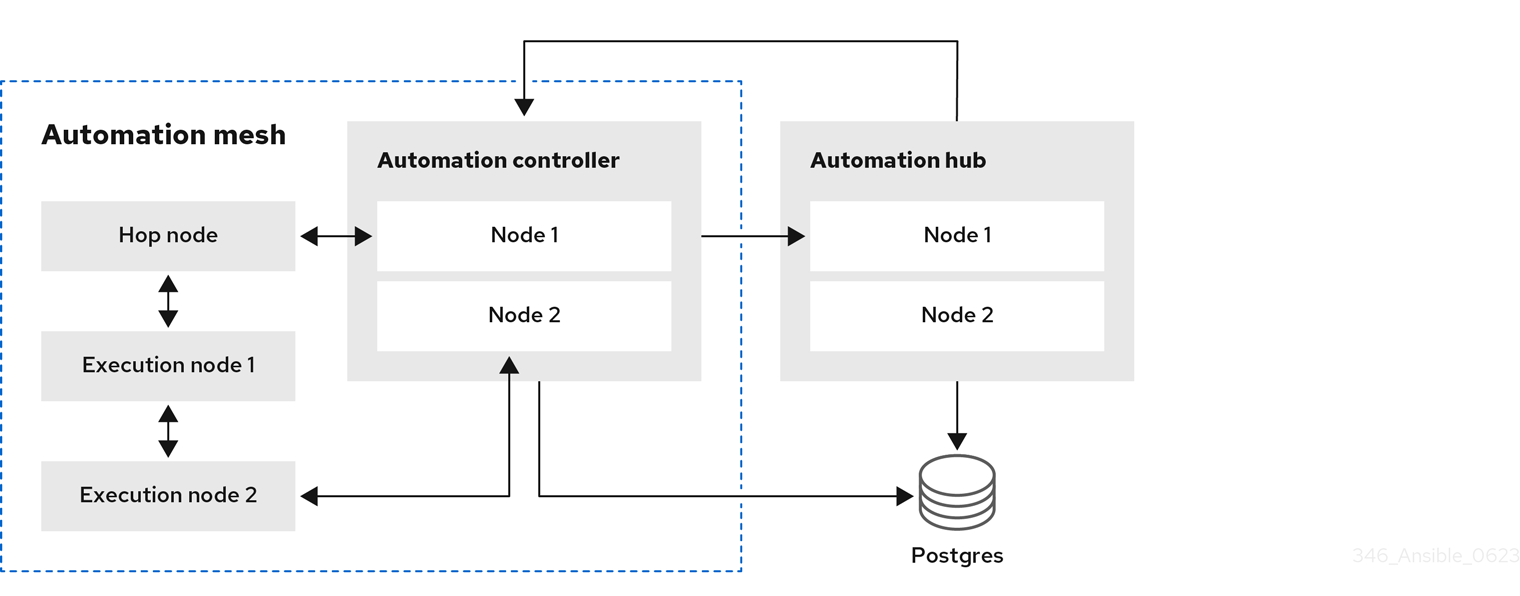 Automation mesh
Automation controller
Automation hub
Hop node
Node 1
Node 1
Node 2
Node 2
Execution node 1
Execution node 2
Postgres
346_Ansible_0623